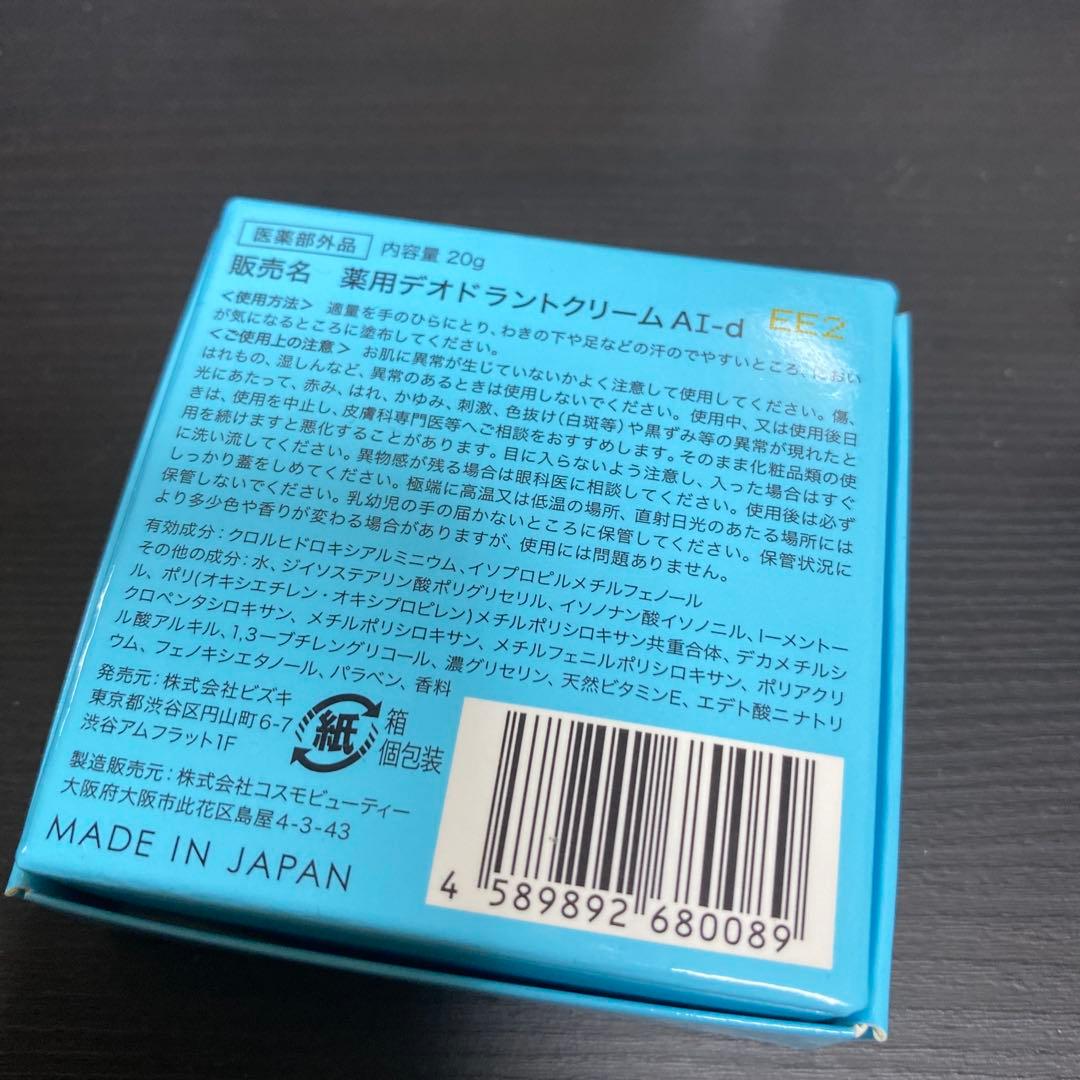 医薬部外品 内容量 20g
販売名 薬用デオドラントクリームAI-d EE2
<使用方法> 適量を手のひらにとり、わきの下や足などの汗のでやすいところ、におい
が気になるところに塗布してください。
<ご使用上の注意> お肌に異常が生じていないかよく注意して使用してください。傷、
はれもの、湿しんなど、異常のあるときは使用しないでください。使用中、又は使用後日
光にあたって、赤み、はれ、かゆみ、刺激、色抜け(白斑等)や黒ずみ等の異常が現れたと
きは、使用を中止し、皮膚科専門医等へご相談をおすすめします。そのまま化粧品類の使
用を続けますと悪化することがあります。目に入らないよう注意し、入った場合はすぐ
に洗い流してください。異物感が残る場合は眼科医に相談してください。使用後は必ず
しっかり蓋をしめてください。極端に高温又は低温の場所、直射日光のあたる場所には
保管しないでください。乳幼児の手の届かないところに保管してください。保管状況に
より多少色や香りが変わる場合がありますが、使用には問題ありません。
有効成分:クロルヒドロキシアルミニウム、イソプロピルメチルフェノール
その他の成分:水、ジイソステアリン酸ポリグリセリル、イソノナン酸イソノニル、l-メントー
ル、ポリ(オキシエチレン・オキシプロピレン)メチルポリシロキサン共重合体、デカメチルシ
クロペンタシロキサン、メチルポリシロキサン、メチルフェニルポリシロキサン、ポリアクリ
ル酸アルキル、1,3-ブチレングリコール、濃グリセリン、天然ビタミンE、エデト酸二ナトリ
ウム、フェノキシエタノール、パラベン、香料
発売元:株式会社ビズキ
東京都渋谷区円山町6-7
渋谷アムフラット1F
紙 箱
個包装
製造販売元:株式会社コスモビューティー
大阪府大阪市此花区島屋4-3-43
MADE IN JAPAN
4 589892 680089